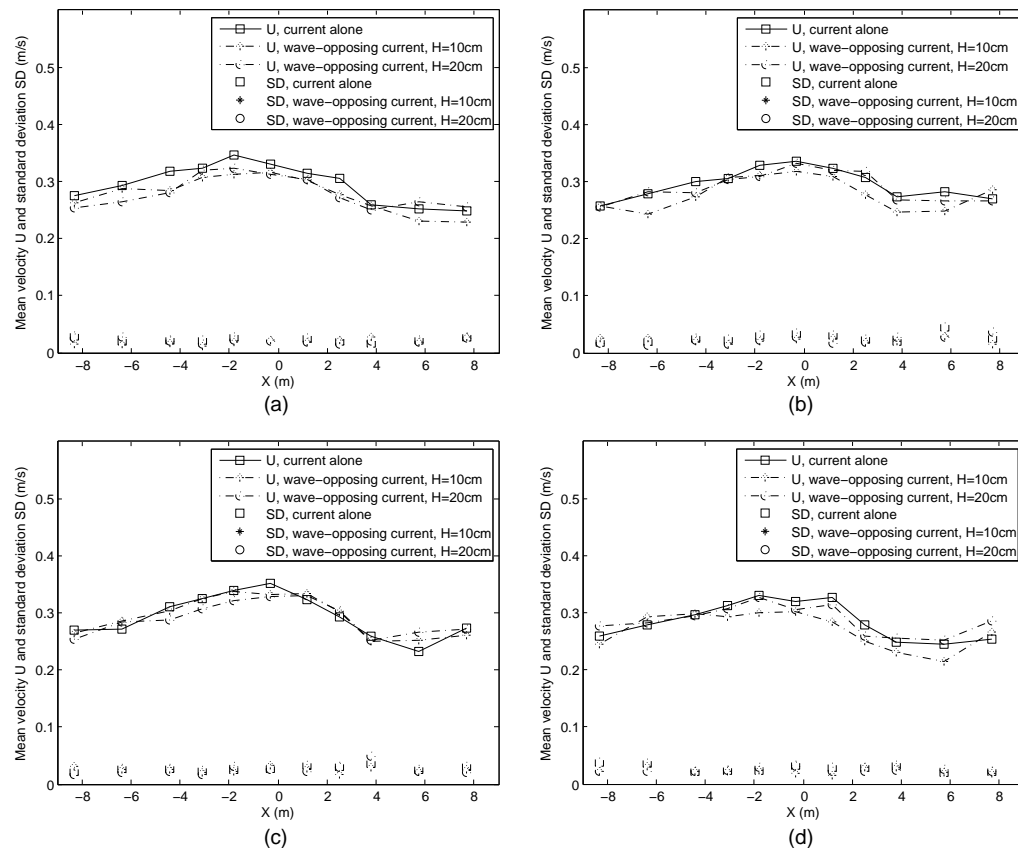 Mean velocity U and standard deviation SD (m/s)
0.5
0.4
0.3
0.2
0.1
0
U, current alone
U, wave−opposing current, H=10cm
U, wave−opposing current, H=20cm
SD, current alone
SD, wave−opposing current, H=10cm
SD, wave−opposing current, H=20cm
−8 −6 −4 −2 0 2 4 6 8
X (m)
(a)
Mean velocity U and standard deviation SD (m/s)
0.5
0.4
0.3
0.2
0.1
0
U, current alone
U, wave−opposing current, H=10cm
U, wave−opposing current, H=20cm
SD, current alone
SD, wave−opposing current, H=10cm
SD, wave−opposing current, H=20cm
−8 −6 −4 −2 0 2 4 6 8
X (m)
(b)
Mean velocity U and standard deviation SD (m/s)
0.5
0.4
0.3
0.2
0.1
0
U, current alone
U, wave−opposing current, H=10cm
U, wave−opposing current, H=20cm
SD, current alone
SD, wave−opposing current, H=10cm
SD, wave−opposing current, H=20cm
−8 −6 −4 −2 0 2 4 6 8
X (m)
(c)
Mean velocity U and standard deviation SD (m/s)
0.5
0.4
0.3
0.2
0.1
0
U, current alone
U, wave−opposing current, H=10cm
U, wave−opposing current, H=20cm
SD, current alone
SD, wave−opposing current, H=10cm
SD, wave−opposing current, H=20cm
−8 −6 −4 −2 0 2 4 6 8
X (m)
(d)